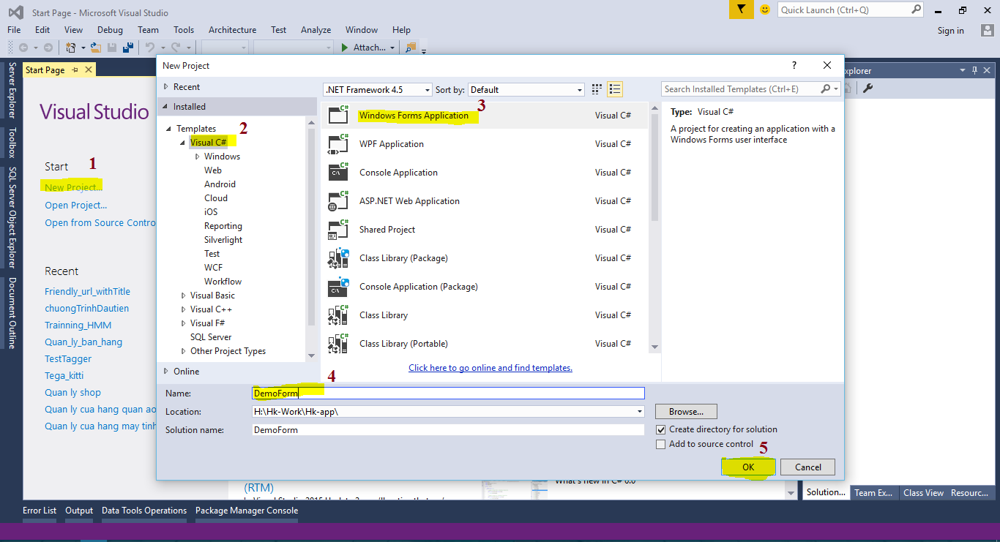 Start Page - Microsoft Visual Studio
Quick Launch (Ctrl+Q)
File Edit View Debug Team Tools Architecture Test Analyze Window Help
Sign in
Attach...
Server Explorer
Toolbox
SQL Server Object Explorer
Document Outline
Start Page
Visual Studio
Start
1
New Project...
Open Project...
Open from Source Contro
Recent
Friendly_url_withTitle
chuongTrinhDautien
Trainning_HMM
Quan_ly_ban_hang
TestTagger
Tega_kitti
Quan ly shop
Quan ly cua hang quan ao
Quan ly cua hang may tinh
New Project
?
Recent
Installed
Templates
2
Visual C#
Windows
Web
Android
Cloud
iOS
Reporting
Silverlight
Test
WCF
Workflow
Visual Basic
Visual C++
Visual F#
SQL Server
Other Project Types
Online
.NET Framework 4.5
Sort by: Default
3
Windows Forms Application Visual C#
WPF Application Visual C#
Console Application Visual C#
ASP.NET Web Application Visual C#
Shared Project Visual C#
Class Library (Package) Visual C#
Console Application (Package) Visual C#
Class Library Visual C#
Class Library (Portable) Visual C#
Click here to go online and find templates.
Search Installed Templates (Ctrl+E)
Type: Visual C#
A project for creating an application with a
Windows Forms user interface
4
Name: DemoForm
Location: H:\Hk-Work\Hk-app\
Browse...
Solution name: DemoForm
Create directory for solution
Add to source control
5
OK Cancel
xplorer
(RTM)
What's new in C# 6.0
Solution... Team Ex... Class View Resourc...
Error List Output Data Tools Operations Package Manager Console